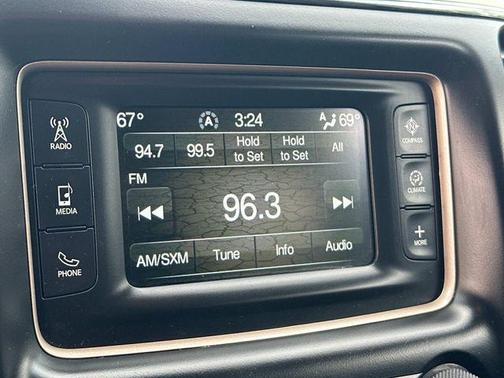 67° A 3:24 A 69°
94.7 99.5 Hold to Set Hold to Set All
FM
96.3
AM/SXM Tune Info Audio
RADIO
MEDIA
PHONE
COMPASS
CLIMATE
+
MORE